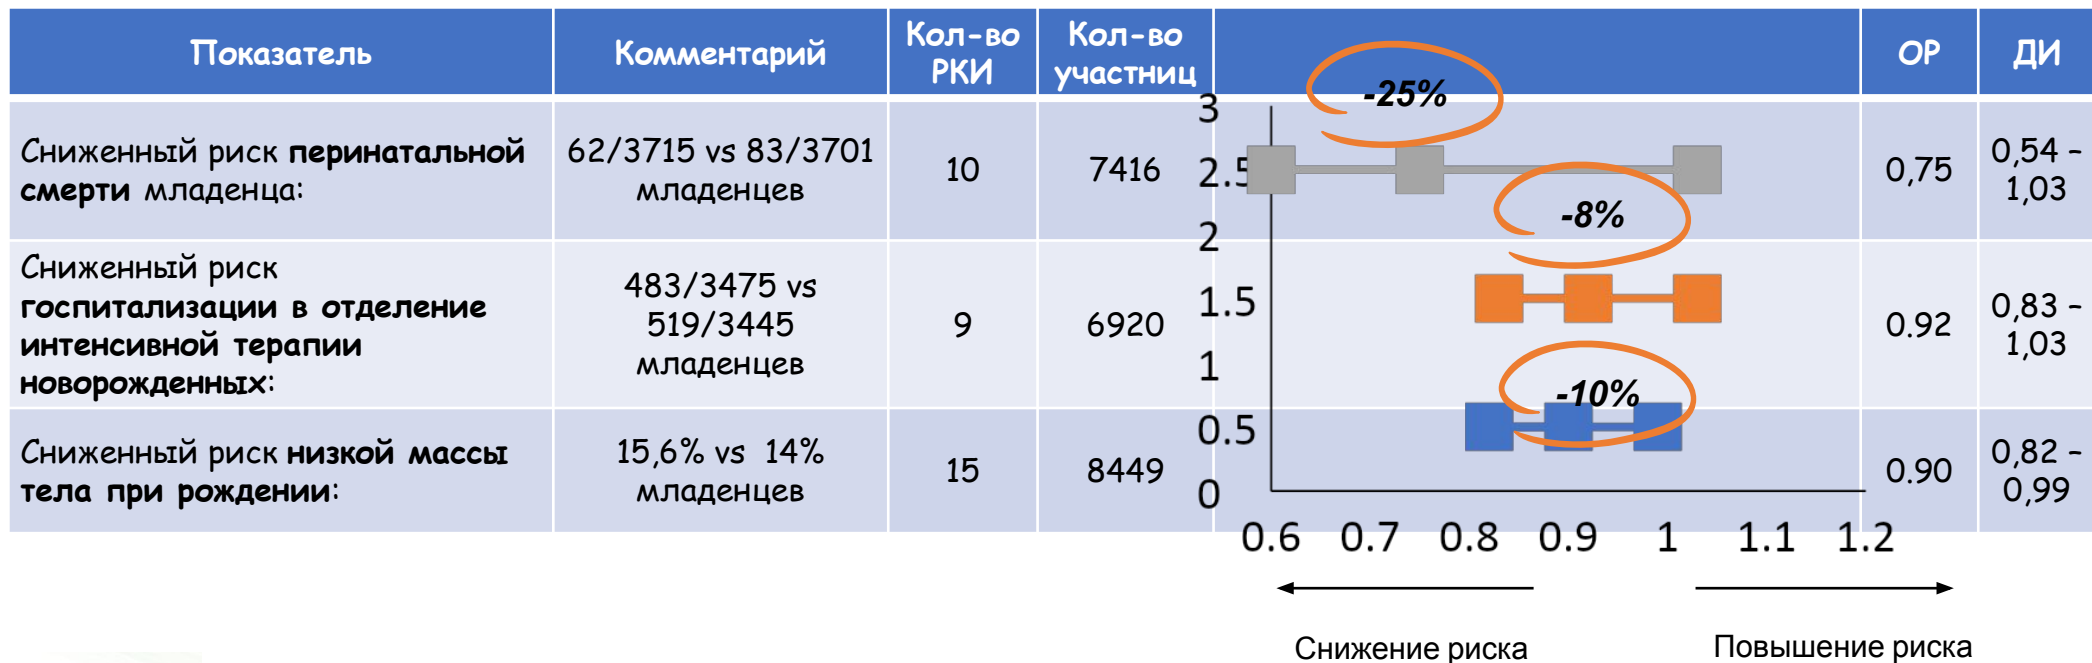 Показатель
Комментарий
Кол-во
РКИ
Кол-во
участниц
ОР
ДИ
Сниженный риск перинатальной
смерти младенца:
62/3715 vs 83/3701
младенцев
10
7416
0,75
0,54 –
1,03
Сниженный риск
госпитализации в отделение
интенсивной терапии
новорожденных:
483/3475 vs
519/3445
младенцев
9
6920
0.92
0,83 –
1,03
Сниженный риск низкой массы
тела при рождении:
15,6% vs 14%
младенцев
15
8449
0.90
0,82 –
0,99
-25%
-8%
-10%
3
2.5
2
1.5
1
0.5
0
0.6 0.7 0.8 0.9 1 1.1 1.2
Снижение риска
Повышение риска